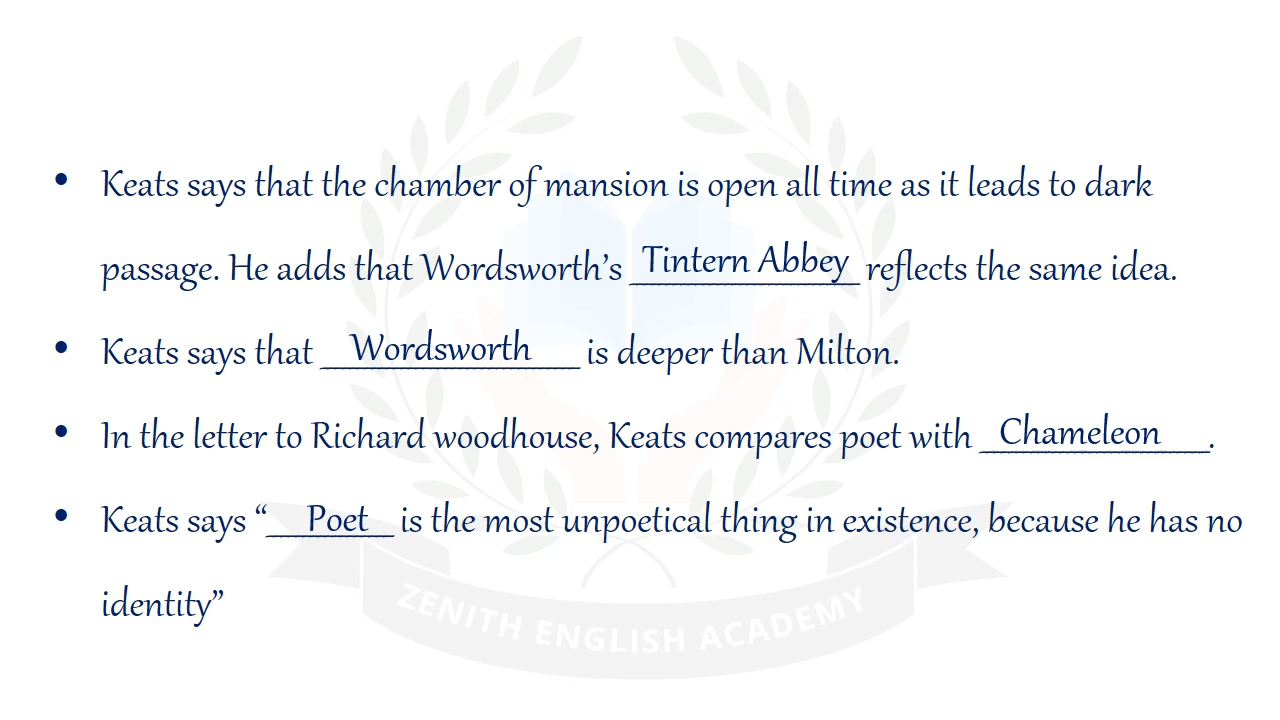 • Keats says that the chamber of mansion is open all time as it leads to dark
passage. He adds that Wordsworth’s Tintern Abbey reflects the same idea.
• Keats says that Wordsworth is deeper than Milton.
• In the letter to Richard woodhouse, Keats compares poet with Chameleon.
• Keats says “Poet is the most unpoetical thing in existence, because he has no
identity”
ZENITH ENGLISH ACADEMY